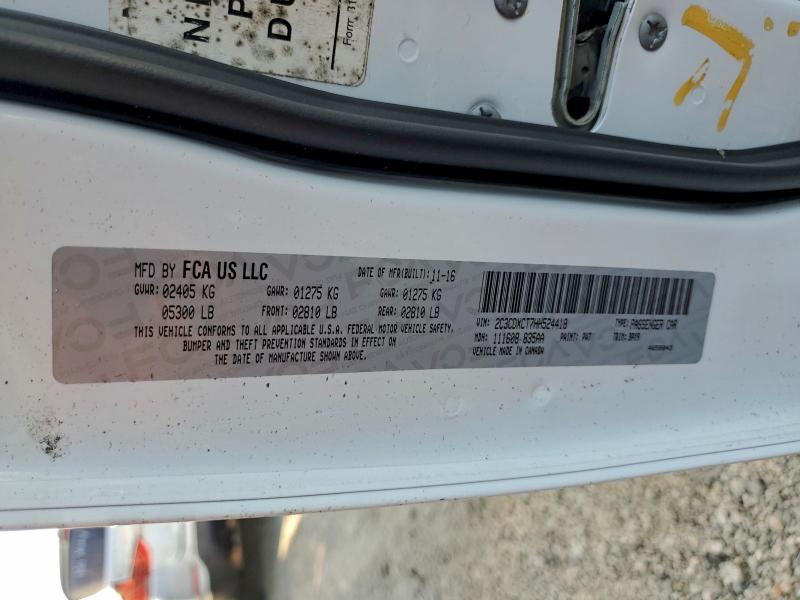 Form 81
MFD BY FCA US LLC DATE OF MFR(BUILT): 11-16
GVWR: 02405 KG GAWR: 01275 KG GAWR: 01275 KG
05300 LB FRONT: 02810 LB REAR: 02810 LB
THIS VEHICLE CONFORMS TO ALL APPLICABLE U.S.A. FEDERAL MOTOR VEHICLE SAFETY,
BUMPER AND THEFT PREVENTION STANDARDS IN EFFECT ON
THE DATE OF MANUFACTURE SHOWN ABOVE.
VIN: 2C3CDXCT7HH524418 TYPE: PASSENGER CAR
MDH: 111608 835AA PAINT: PW7 TRIM:
VEHICLE MADE IN CANADA